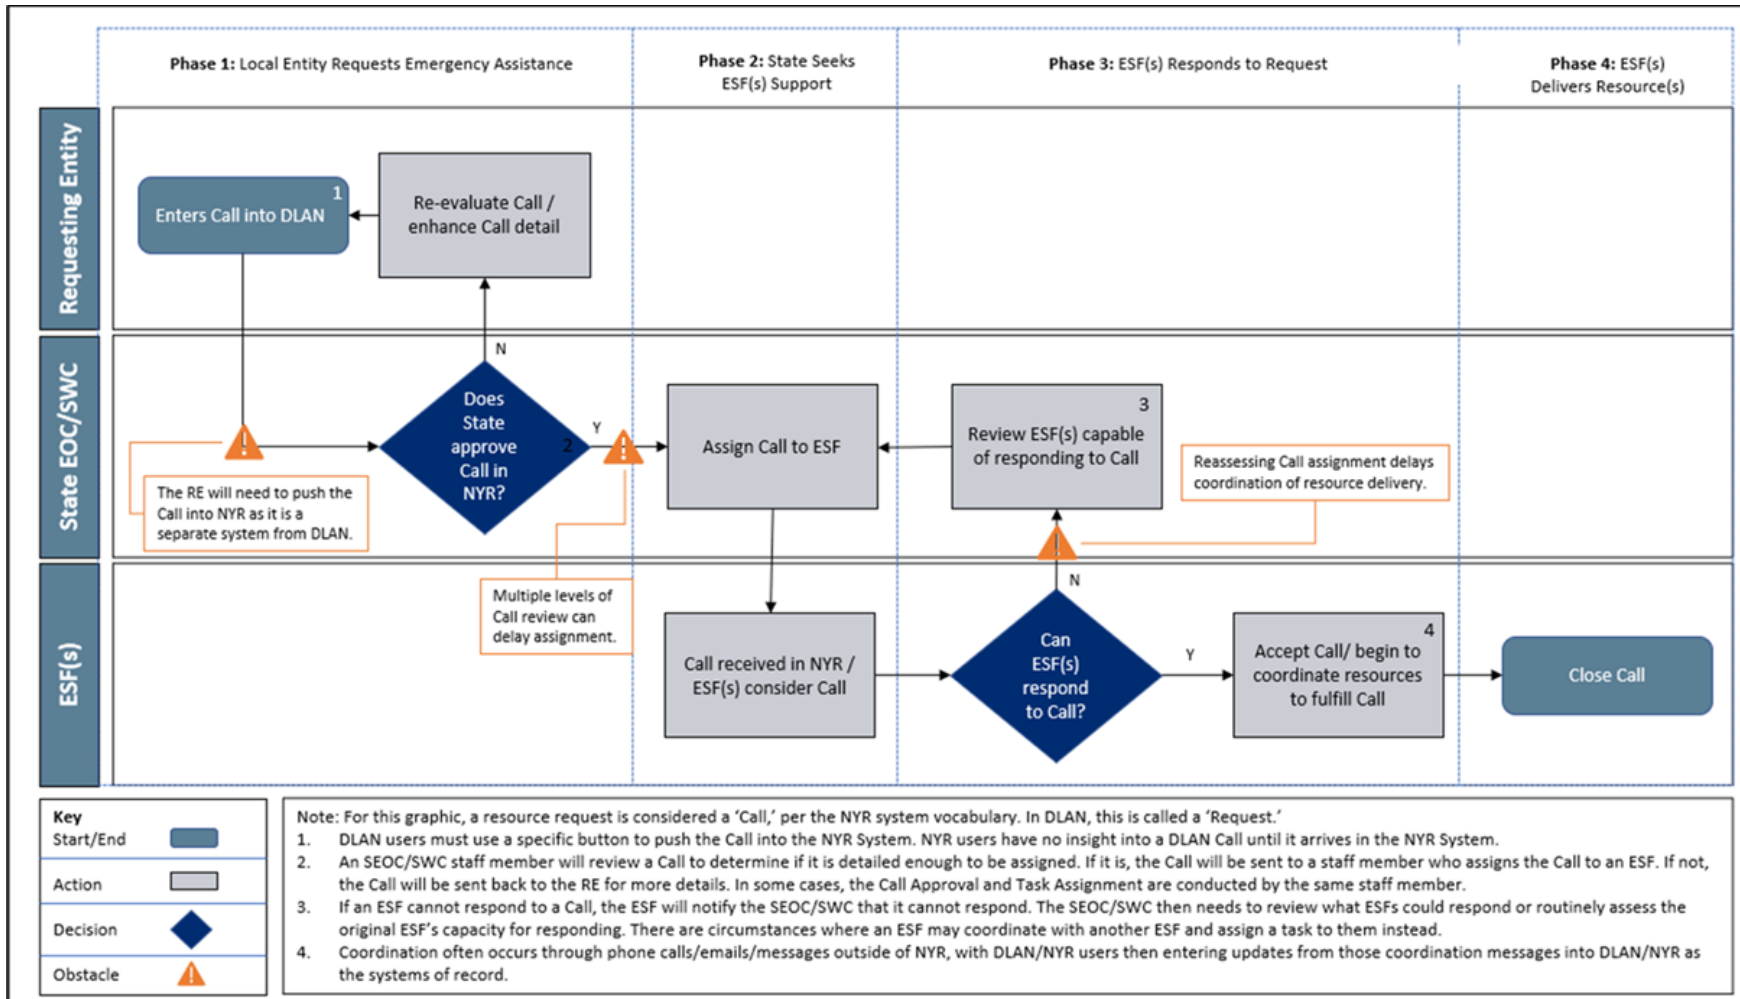 Phase 1: Local Entity Requests Emergency Assistance
Phase 2: State Seeks
ESF(s) Support
Phase 3: ESF(s) Responds to Request
Phase 4: ESF(s)
Delivers Resource(s)
Requesting Entity
1
Enters Call into DLAN
Re-evaluate Call /
enhance Call detail
N
State EOC/SWC
Does
State
approve
Call in
NYR?
2
Y
Assign Call to ESF
3
Review ESF(s) capable
of responding to Call
Reassessing Call assignment delays
coordination of resource delivery.
The RE will need to push the
Call into NYR as it is a
separate system from DLAN.
Multiple levels of
Call review can
delay assignment.
ESF(s)
Call received in NYR /
ESF(s) consider Call
N
Can
ESF(s)
respond
to Call?
Y
4
Accept Call/ begin to
coordinate resources
to fulfill Call
Close Call
Key
Start/End
Action
Decision
Obstacle
Note: For this graphic, a resource request is considered a ‘Call,’ per the NYR system vocabulary. In DLAN, this is called a ‘Request.’
1. DLAN users must use a specific button to push the Call into the NYR System. NYR users have no insight into a DLAN Call until it arrives in the NYR System.
2. An SEOC/SWC staff member will review a Call to determine if it is detailed enough to be assigned. If it is, the Call will be sent to a staff member who assigns the Call to an ESF. If not,
the Call will be sent back to the RE for more details. In some cases, the Call Approval and Task Assignment are conducted by the same staff member.
3. If an ESF cannot respond to a Call, the ESF will notify the SEOC/SWC that it cannot respond. The SEOC/SWC then needs to review what ESFs could respond or routinely assess the
original ESF’s capacity for responding. There are circumstances where an ESF may coordinate with another ESF and assign a task to them instead.
4. Coordination often occurs through phone calls/emails/messages outside of NYR, with DLAN/NYR users then entering updates from those coordination messages into DLAN/NYR as
the systems of record.